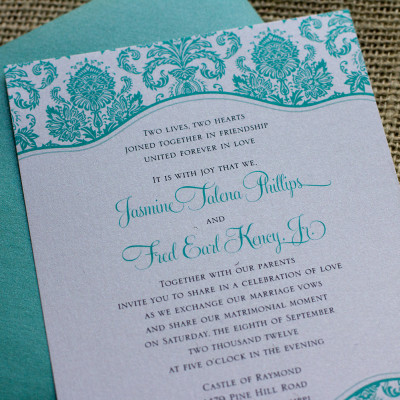 Two lives, two hearts
joined together in friendship
united forever in love
It is with joy that we,
Jasmine Talena Phillips
and
Fred Earl Keney, Jr
Together with our parents
invite you to share in a celebration of love
as we exchange our marriage vows
and share our matrimonial moment
on Saturday, the eighth of September
two thousand twelve
at five o'clock in the evening
Castle of Raymond
Pine Hill Road